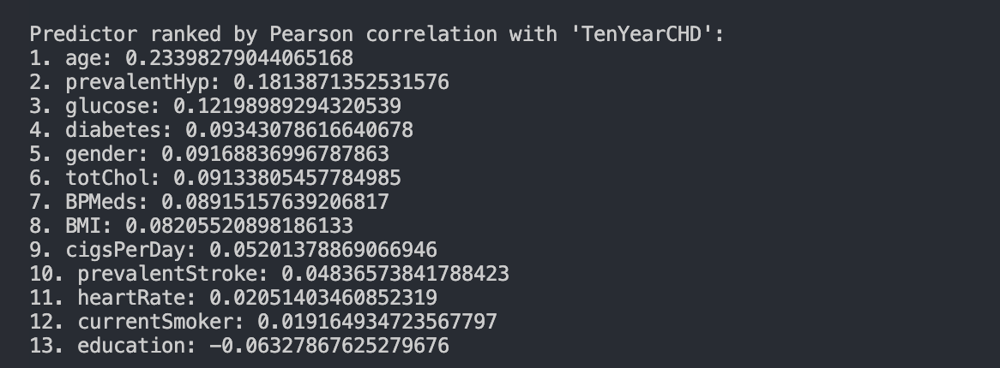 Predictor ranked by Pearson correlation with 'TenYearCHD':
1. age: 0.23398279044065168
2. prevalentHyp: 0.1813871352531576
3. glucose: 0.12198989294320539
4. diabetes: 0.09343078616640678
5. gender: 0.09168836996787863
6. totChol: 0.09133805457784985
7. BPMeds: 0.08915157639206817
8. BMI: 0.08205520898186133
9. cigsPerDay: 0.05201378869066946
10. prevalentStroke: 0.04836573841788423
11. heartRate: 0.02051403460852319
12. currentSmoker: 0.019164934723567797
13. education: -0.06327867625279676